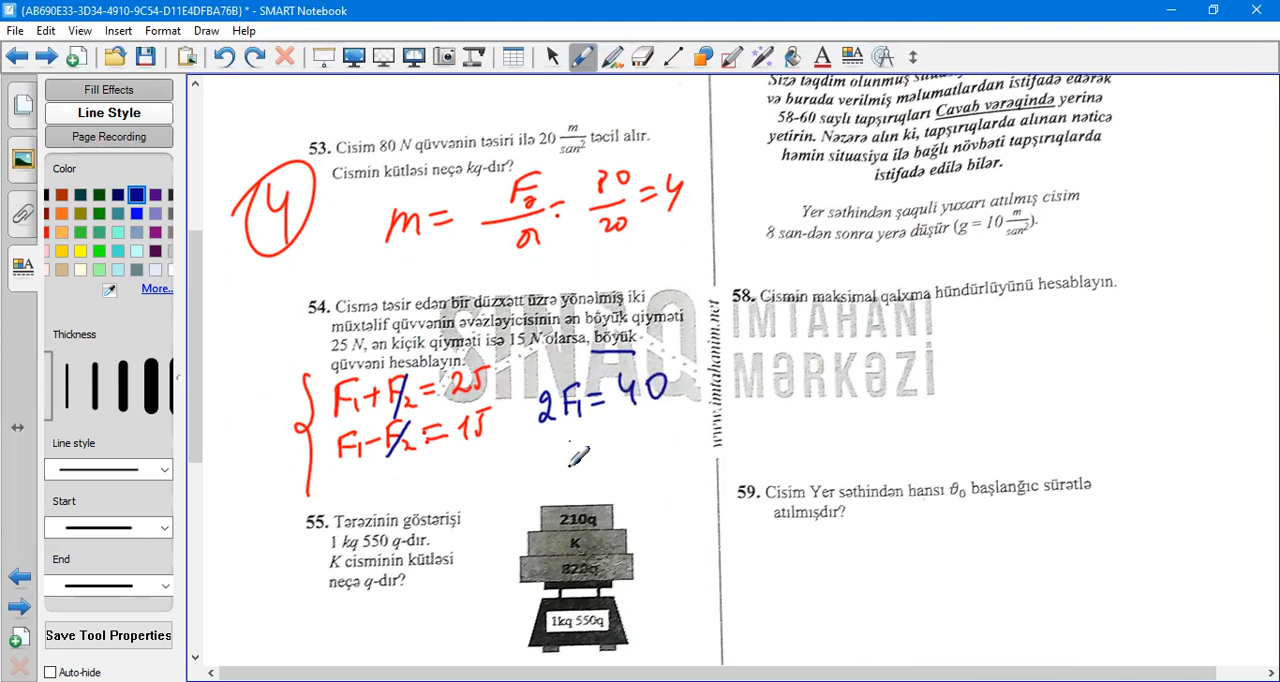 {AB690E33-3D34-4910-9C54-D11E4DFBA76B} * - SMART Notebook
File Edit View Insert Format Draw Help
Fill Effects
Line Style
Page Recording
Color
More..
Thickness
Line style
Start
End
Save Tool Properties
Auto-hide
53. Cisim 80 N qüvvənin təsiri ilə 20 m/san² təcil alır.
Cismin kütləsi neçə kq-dır?
4
54. Cismə təsir edən bir düzxətt üzrə yönəlmiş iki
müxtəlif qüvvənin əvəzləyicisinin ən böyük qiyməti
25 N, ən kiçik qiyməti isə 15 N olarsa, böyük
qüvvəni hesablayın.
F₁+F₂ = 25
F₁-F₂ = 15
2F₁ = 40
55. Tərəzinin göstərişi
1 kq 550 q-dır.
K cisminin kütləsi
neçə q-dır?
210q
K
1kq 550q
SINAQ İMTAHANI
MƏRKƏZİ
www.imtahanim.net
və burada verilmiş məlumatlardan istifadə edərək
58-60 saylı tapşırıqları Cavab vərəqində yerinə
yetirin. Nəzərə alın ki, tapşırıqlarda alınan nəticə
həmin situasiya ilə bağlı növbəti tapşırıqlarda
istifadə edilə bilər.
Yer səthindən şaquli yuxarı atılmış cisim
8 san-dən sonra yerə düşür (g = 10 m/san²).
58. Cismin maksimal qalxma hündürlüyünü hesablayın.
59. Cisim Yer səthindən hansı ϑ₀ başlanğıc sürətlə
atılmışdır?